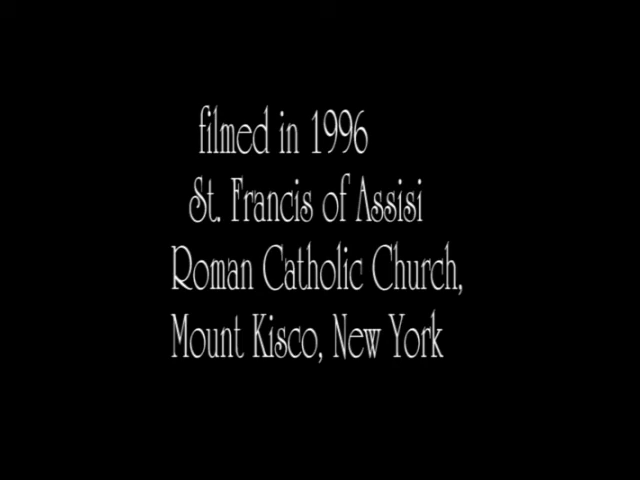 filmed in 1996
St. Francis of Assisi
Roman Catholic Church,
Mount Kisco, New York